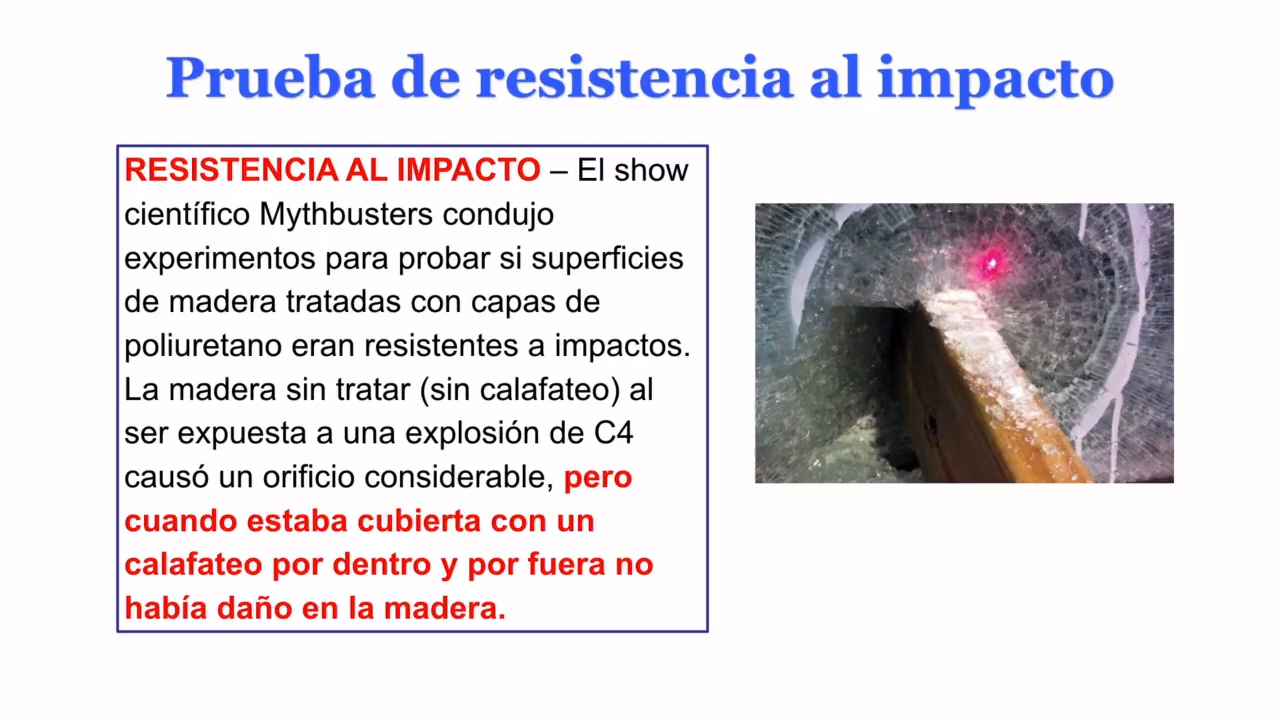 Prueba de resistencia al impacto
RESISTENCIA AL IMPACTO – El show
científico Mythbusters condujo
experimentos para probar si superficies
de madera tratadas con capas de
poliuretano eran resistentes a impactos.
La madera sin tratar (sin calafateo) al
ser expuesta a una explosión de C4
causó un orificio considerable, pero
cuando estaba cubierta con un
calafateo por dentro y por fuera no
había daño en la madera.